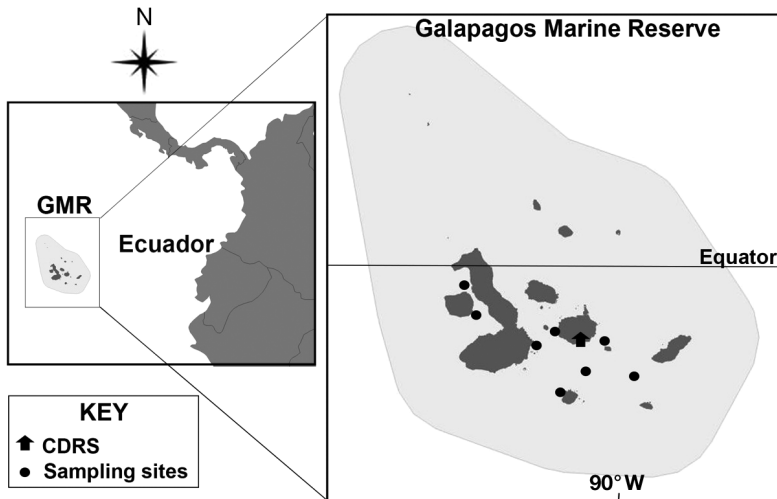 N
Galapagos Marine Reserve
GMR
Ecuador
Equator
KEY
CDRS
Sampling sites
90°W